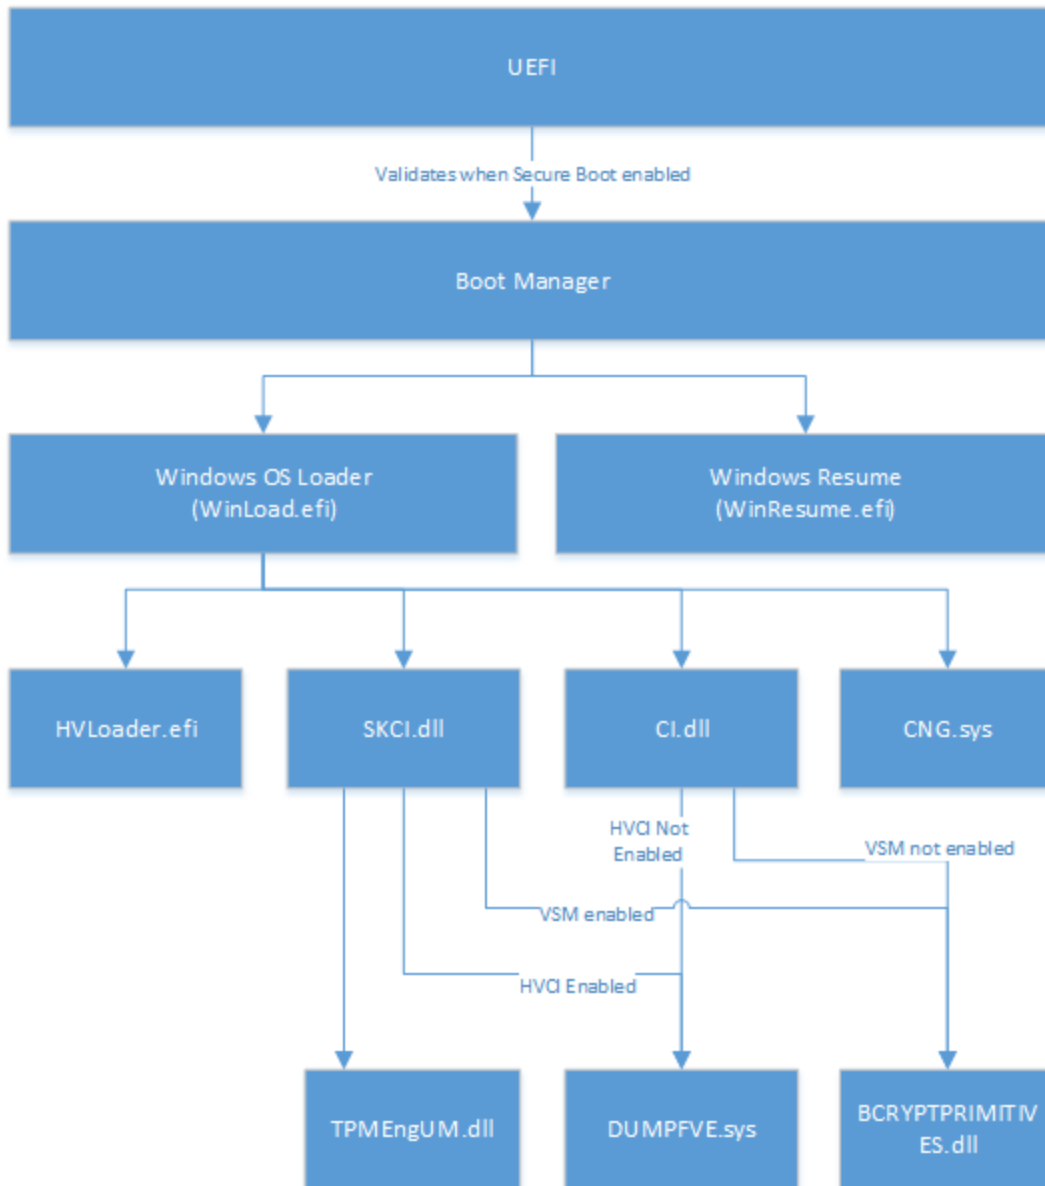 UEFI
Validates when Secure Boot enabled
Boot Manager
Windows OS Loader
(WinLoad.efi)
Windows Resume
(WinResume.efi)
HVLoader.efi
SKCI.dll
CI.dll
CNG.sys
HVCI Not
Enabled
VSM not enabled
VSM enabled
HVCI Enabled
TPMEngUM.dll
DUMPFVE.sys
BCRYPTPRIMITIV
ES.dll